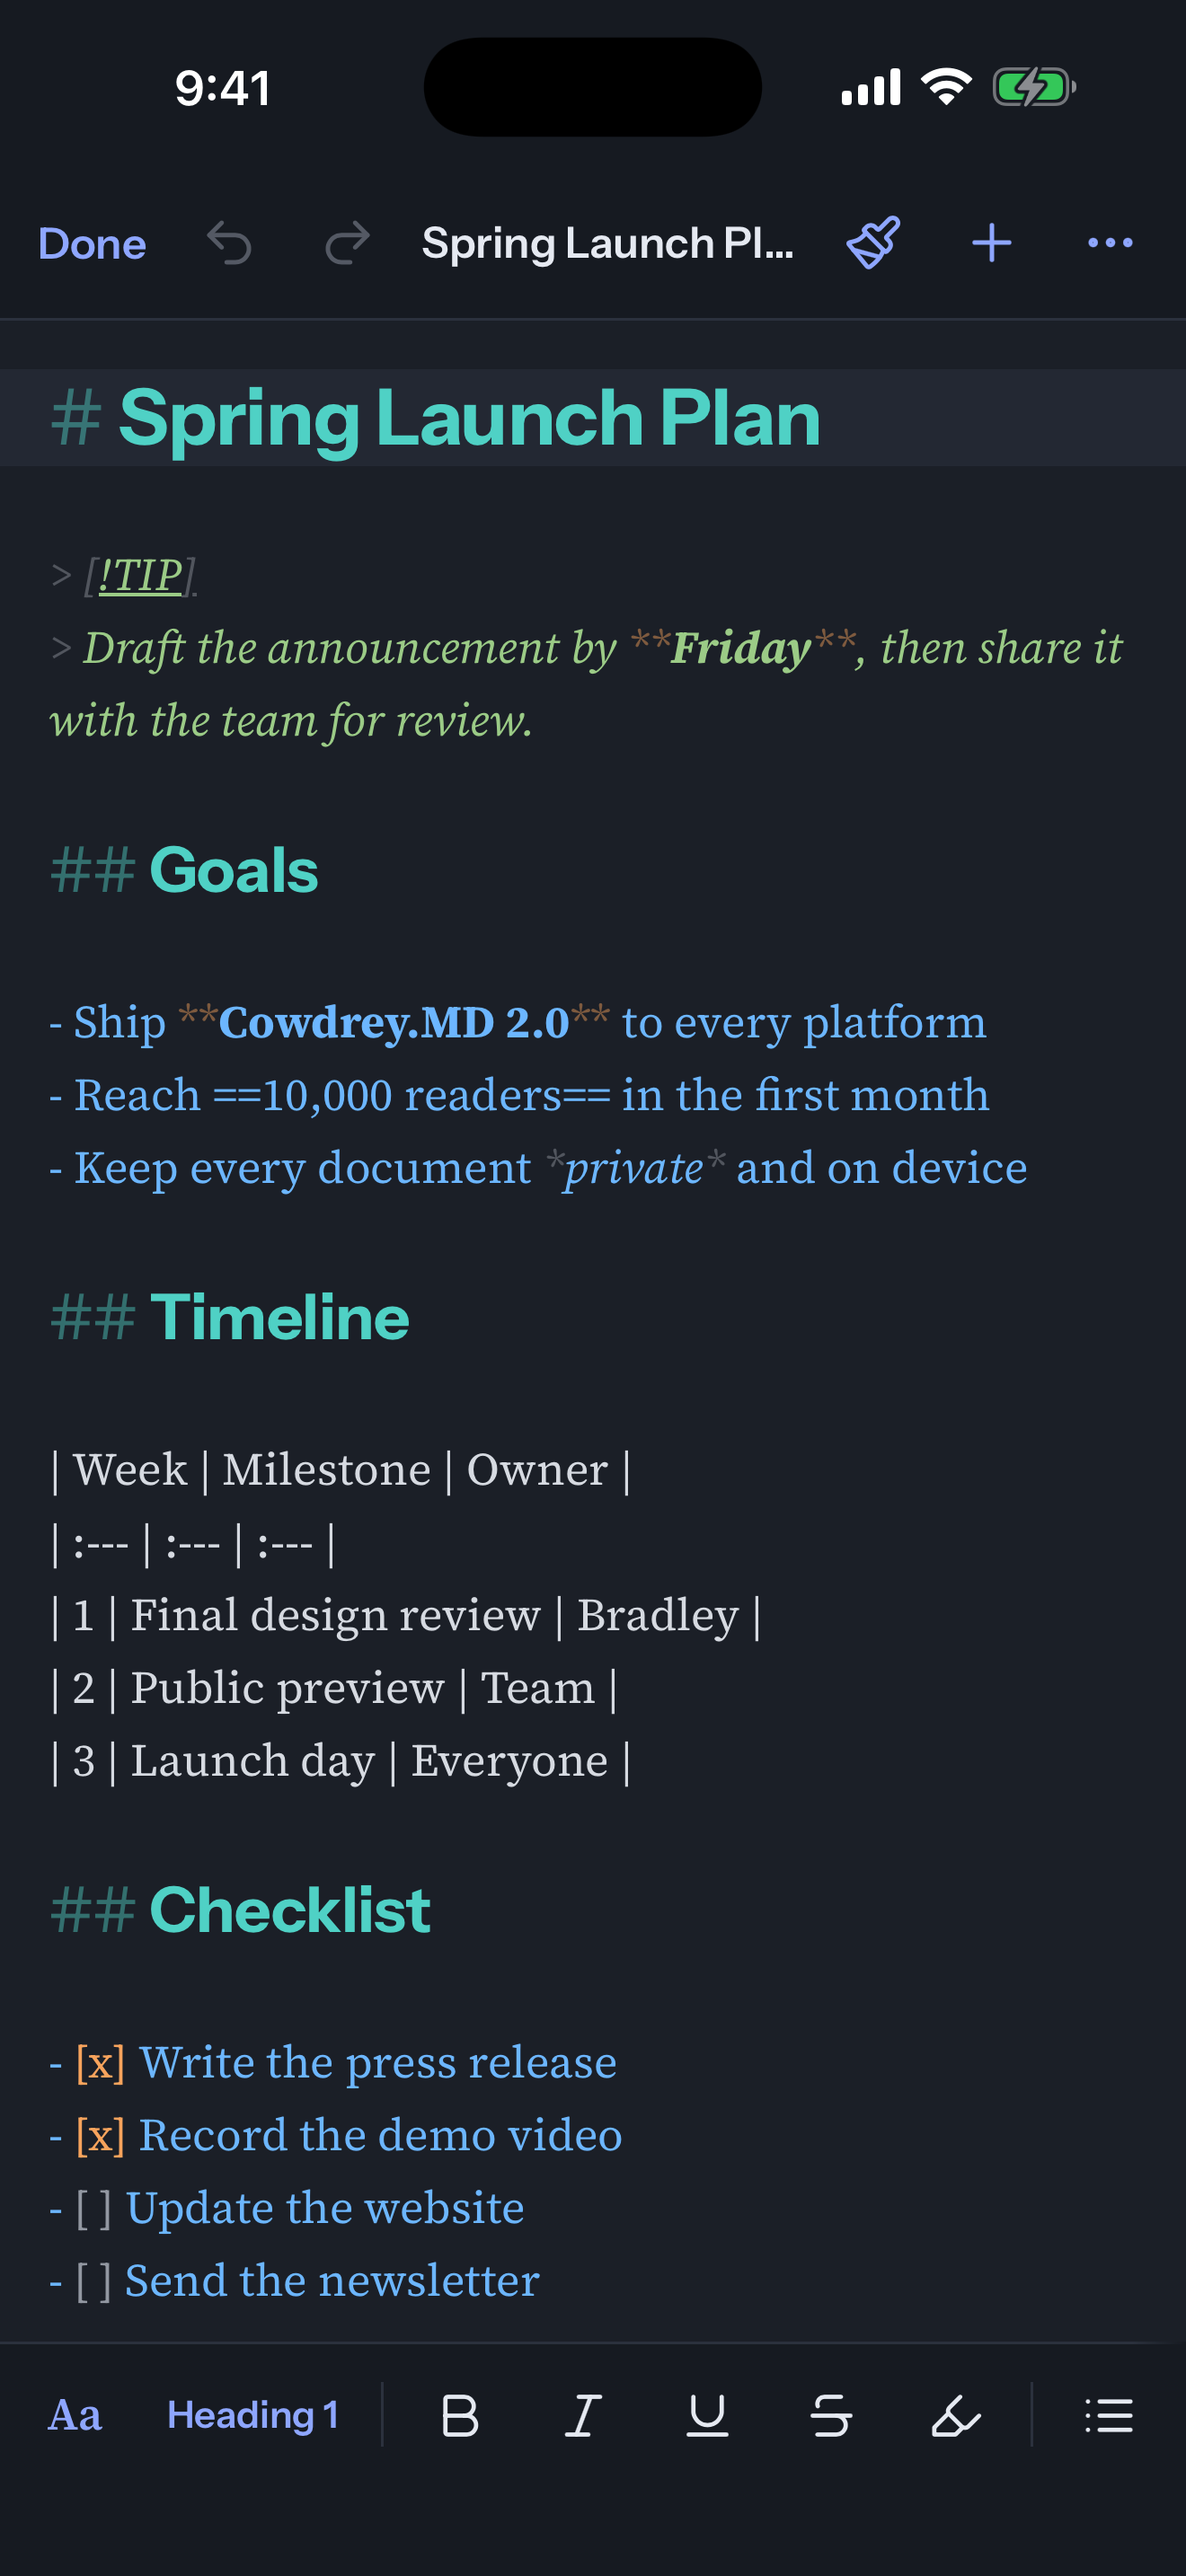 9:41
Done
Spring Launch Pl...
# Spring Launch Plan
> [!TIP]
> Draft the announcement by **Friday**, then share it
with the team for review.
## Goals
- Ship **Cowdrey.MD 2.0** to every platform
- Reach ==10,000 readers== in the first month
- Keep every document *private* and on device
## Timeline
| Week | Milestone | Owner |
| :--- | :--- | :--- |
| 1 | Final design review | Bradley |
| 2 | Public preview | Team |
| 3 | Launch day | Everyone |
## Checklist
- [x] Write the press release
- [x] Record the demo video
- [ ] Update the website
- [ ] Send the newsletter
Aa Heading 1 B I U S